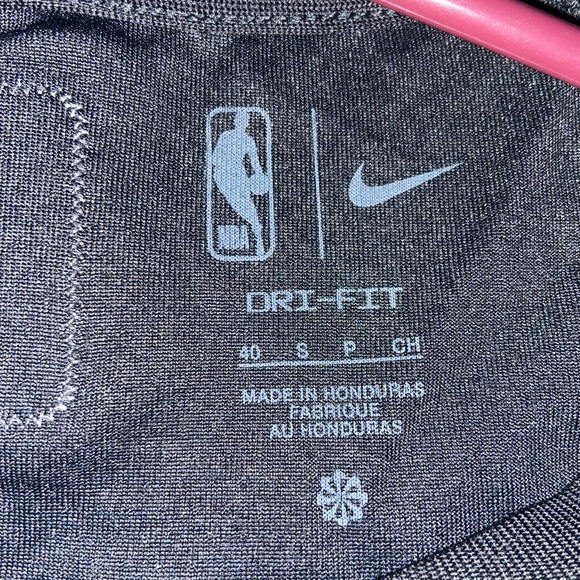 DRI-FIT
40 S P CH
MADE IN HONDURAS
FABRIQUE
AU HONDURAS